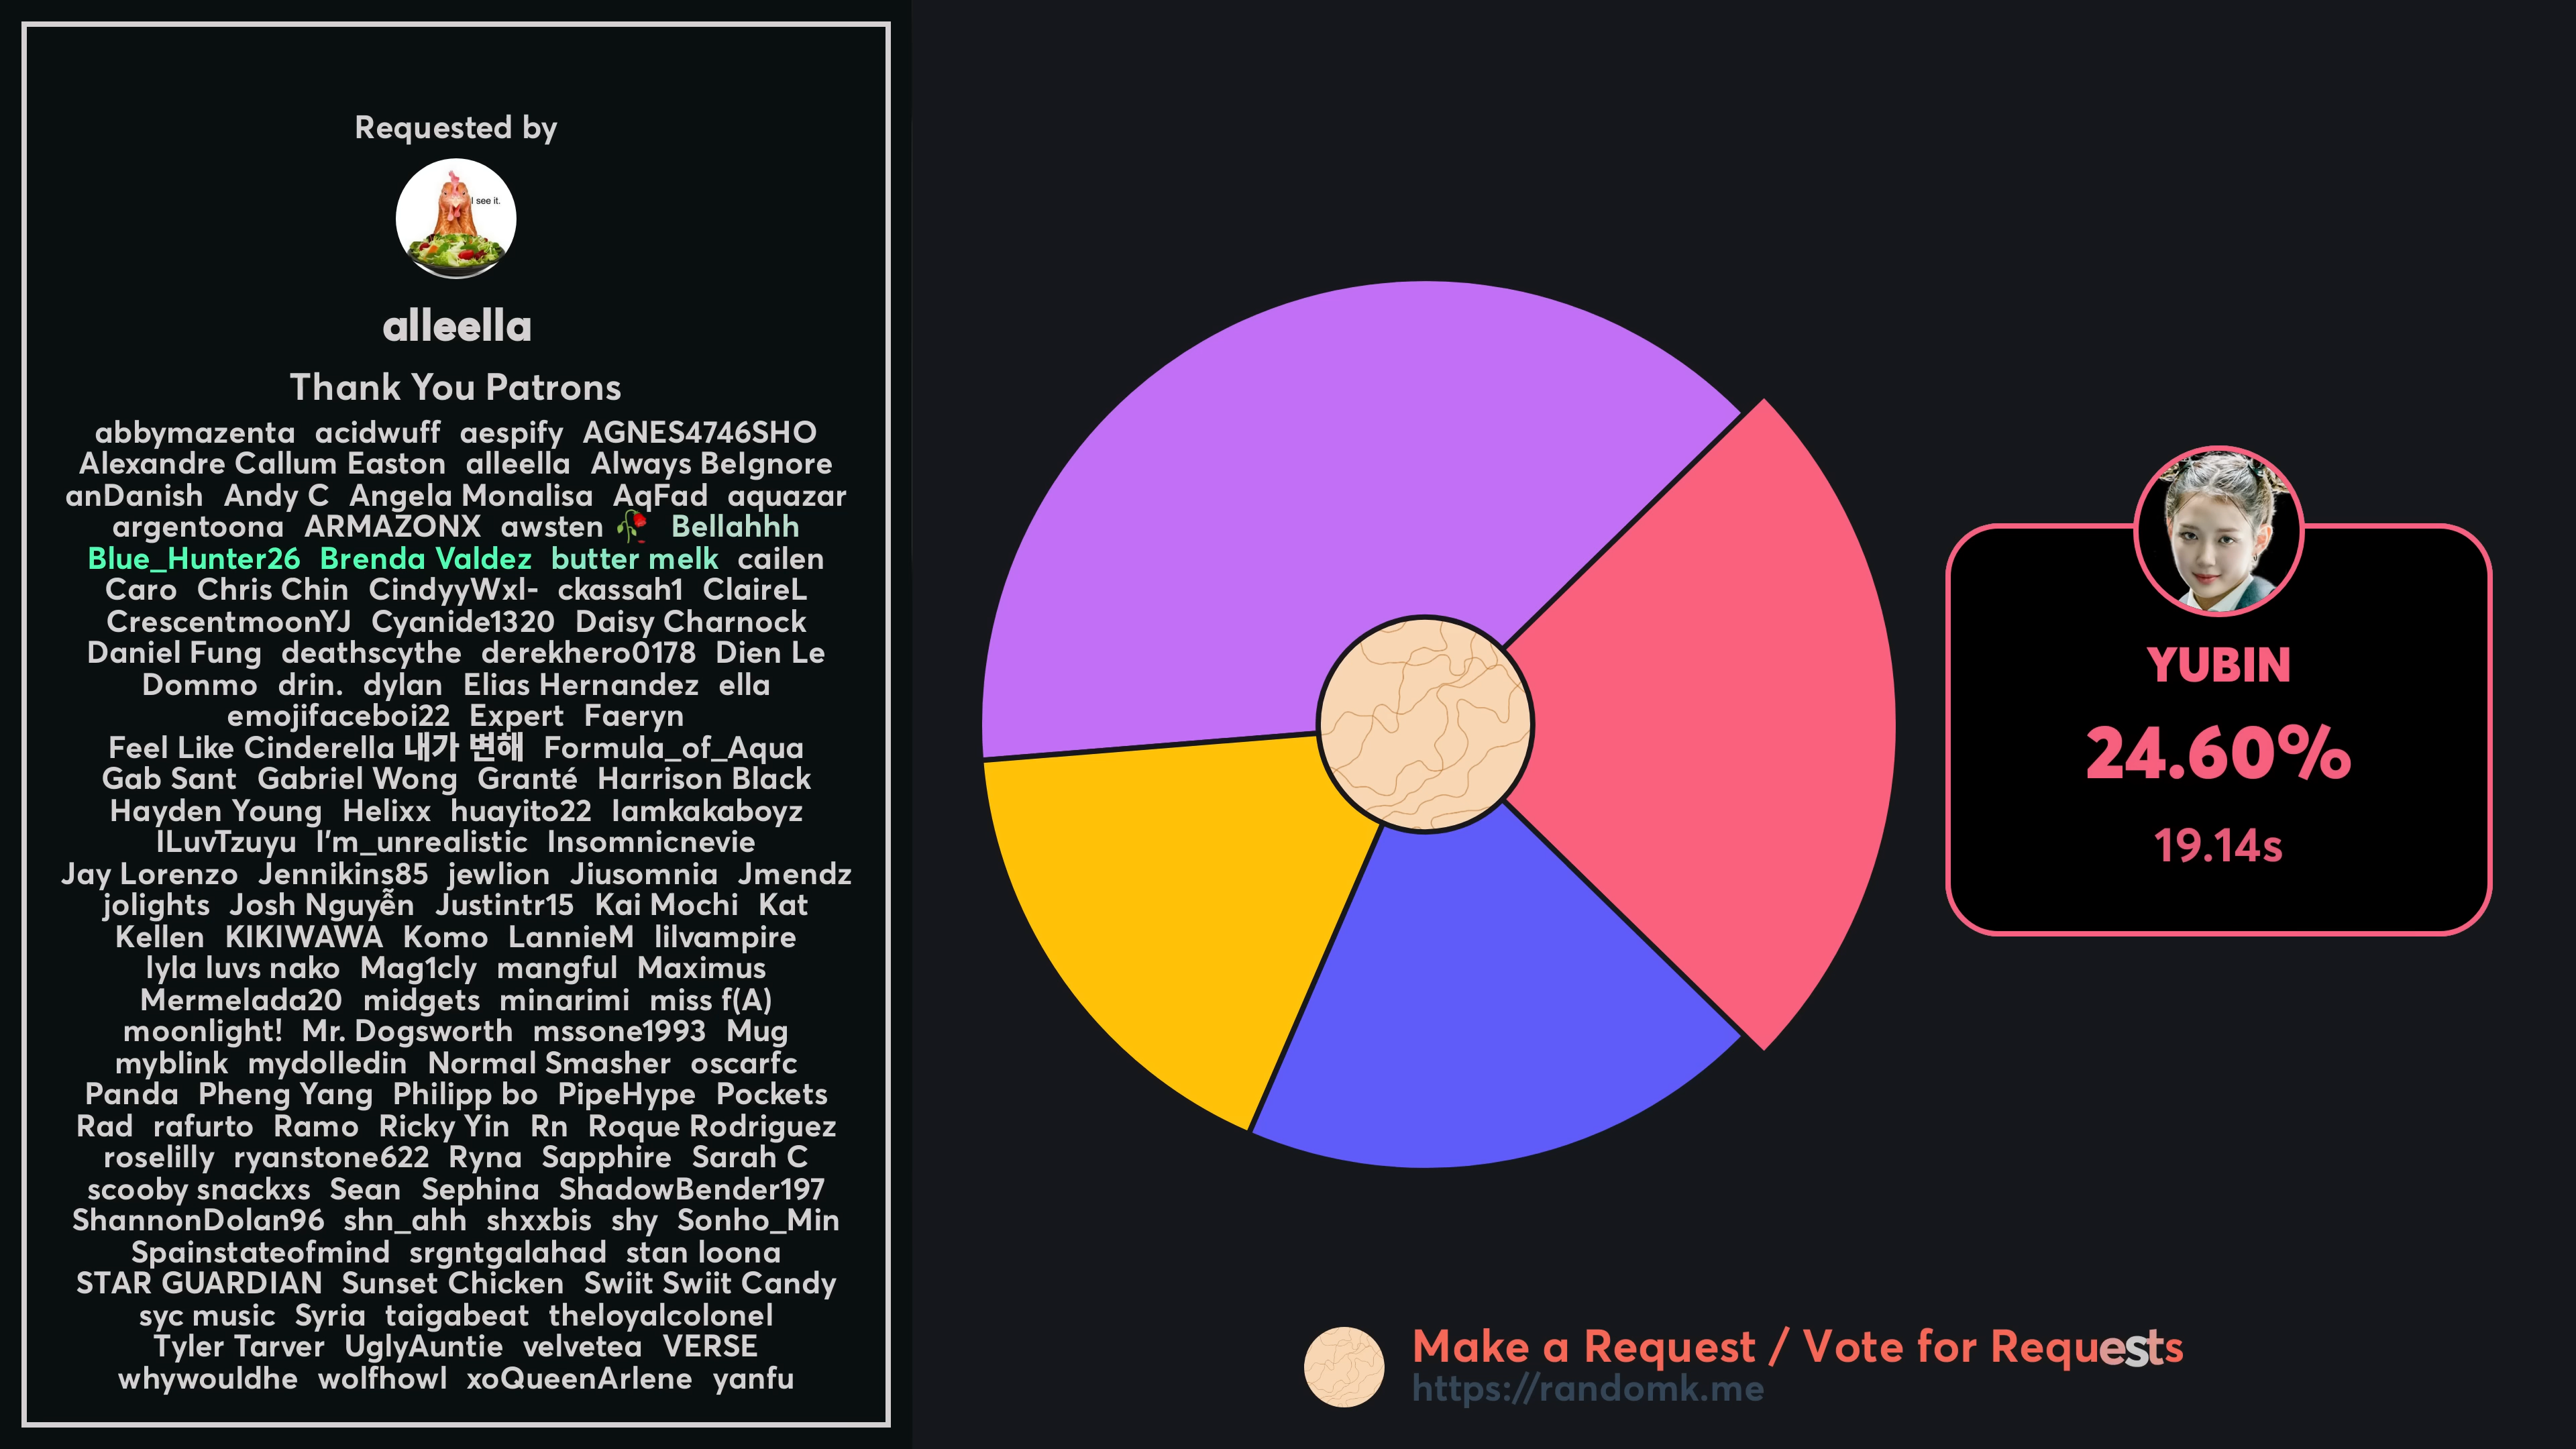 Requested by
I see it.
alleella
Thank You Patrons
abbymazenta acidwuff aespify AGNES4746SHO
Alexandre Callum Easton alleella Always BeIgnore
anDanish Andy C Angela Monalisa AqFad aquazar
argentoona ARMAZONX awsten 🥀 Bellahhh
Blue_Hunter26 Brenda Valdez butter melk cailen
Caro Chris Chin CindyyWxl- ckassah1 ClaireL
CrescentmoonYJ Cyanide1320 Daisy Charnock
Daniel Fung deathscythe derekhero0178 Dien Le
Dommo drin. dylan Elias Hernandez ella
emojifaceboi22 Expert Faeryn
Feel Like Cinderella 내가 변해 Formula_of_Aqua
Gab Sant Gabriel Wong Granté Harrison Black
Hayden Young Helixx huayito22 Iamkakaboyz
ILuvTzuyu I'm_unrealistic Insomnicnevie
Jay Lorenzo Jennikins85 jewlion Jiusomnia Jmendz
jolights Josh Nguyễn Justintr15 Kai Mochi Kat
Kellen KIKIWAWA Komo LannieM lilvampire
lyla luvs nako Mag1cly mangful Maximus
Mermelada20 midgets minarimi miss f(A)
moonlight! Mr. Dogsworth mssone1993 Mug
myblink mydolledin Normal Smasher oscarfc
Panda Pheng Yang Philipp bo PipeHype Pockets
Rad rafurto Ramo Ricky Yin Rn Roque Rodriguez
roselilly ryanstone622 Ryna Sapphire Sarah C
scooby snackxs Sean Sephina ShadowBender197
ShannonDolan96 shn_ahh shxxbis shy Sonho_Min
Spainstateofmind srgntgalahad stan loona
STAR GUARDIAN Sunset Chicken Swiit Swiit Candy
syc music Syria taigabeat theloyalcolonel
Tyler Tarver UglyAuntie velvetea VERSE
whywouldhe wolfhowl xoQueenArlene yanfu
YUBIN
24.60%
19.14s
Make a Request / Vote for Requests
https://randomk.me